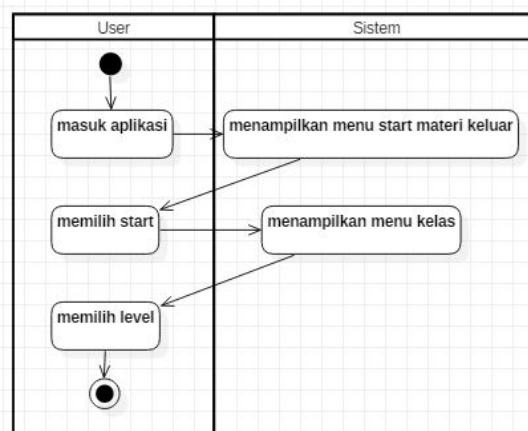 User
Sistem
masuk aplikasi
menampilkan menu start materi keluar
memilih start
menampilkan menu kelas
memilih level